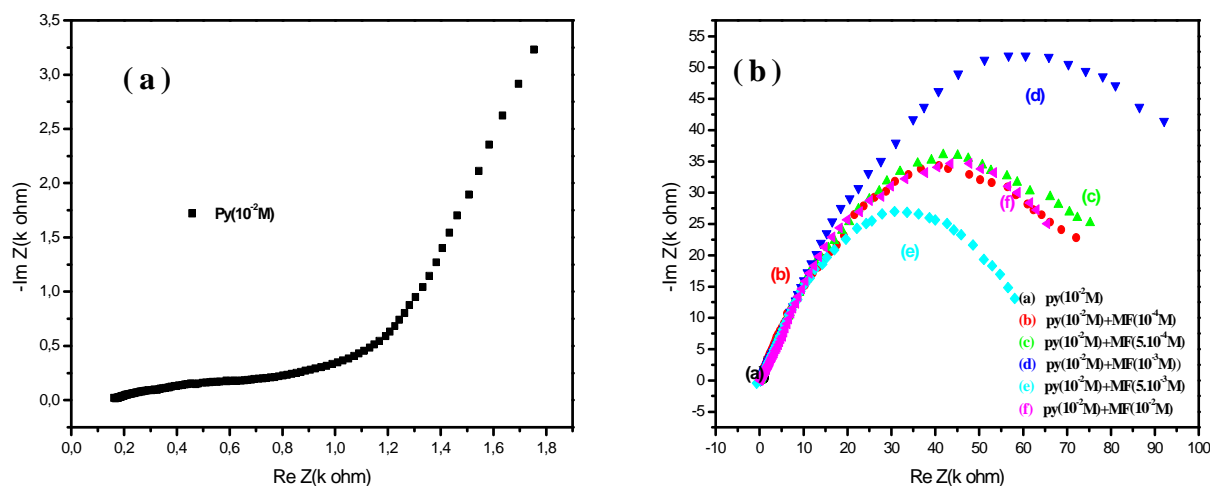 3,5
3,0
2,5
2,0
1,5
1,0
0,5
0,0
-Im Z(k ohm)
(a)
Py(10⁻²M)
0,0 0,2 0,4 0,6 0,8 1,0 1,2 1,4 1,6 1,8
Re Z(k ohm)
55
50
45
40
35
30
25
20
15
10
5
0
-5
-Im Z(k ohm)
(b)
(d)
(c)
(f)
(e)
(b)
(a)
(a) py(10⁻²M)
(b) py(10⁻²M)+MF(10⁻⁴M)
(c) py(10⁻²M)+MF(5.10⁻⁴M)
(d) py(10⁻²M)+MF(10⁻³M))
(e) py(10⁻²M)+MF(5.10⁻³M)
(f) py(10⁻²M)+MF(10⁻²M)
-10 0 10 20 30 40 50 60 70 80 90 100
Re Z(k ohm)